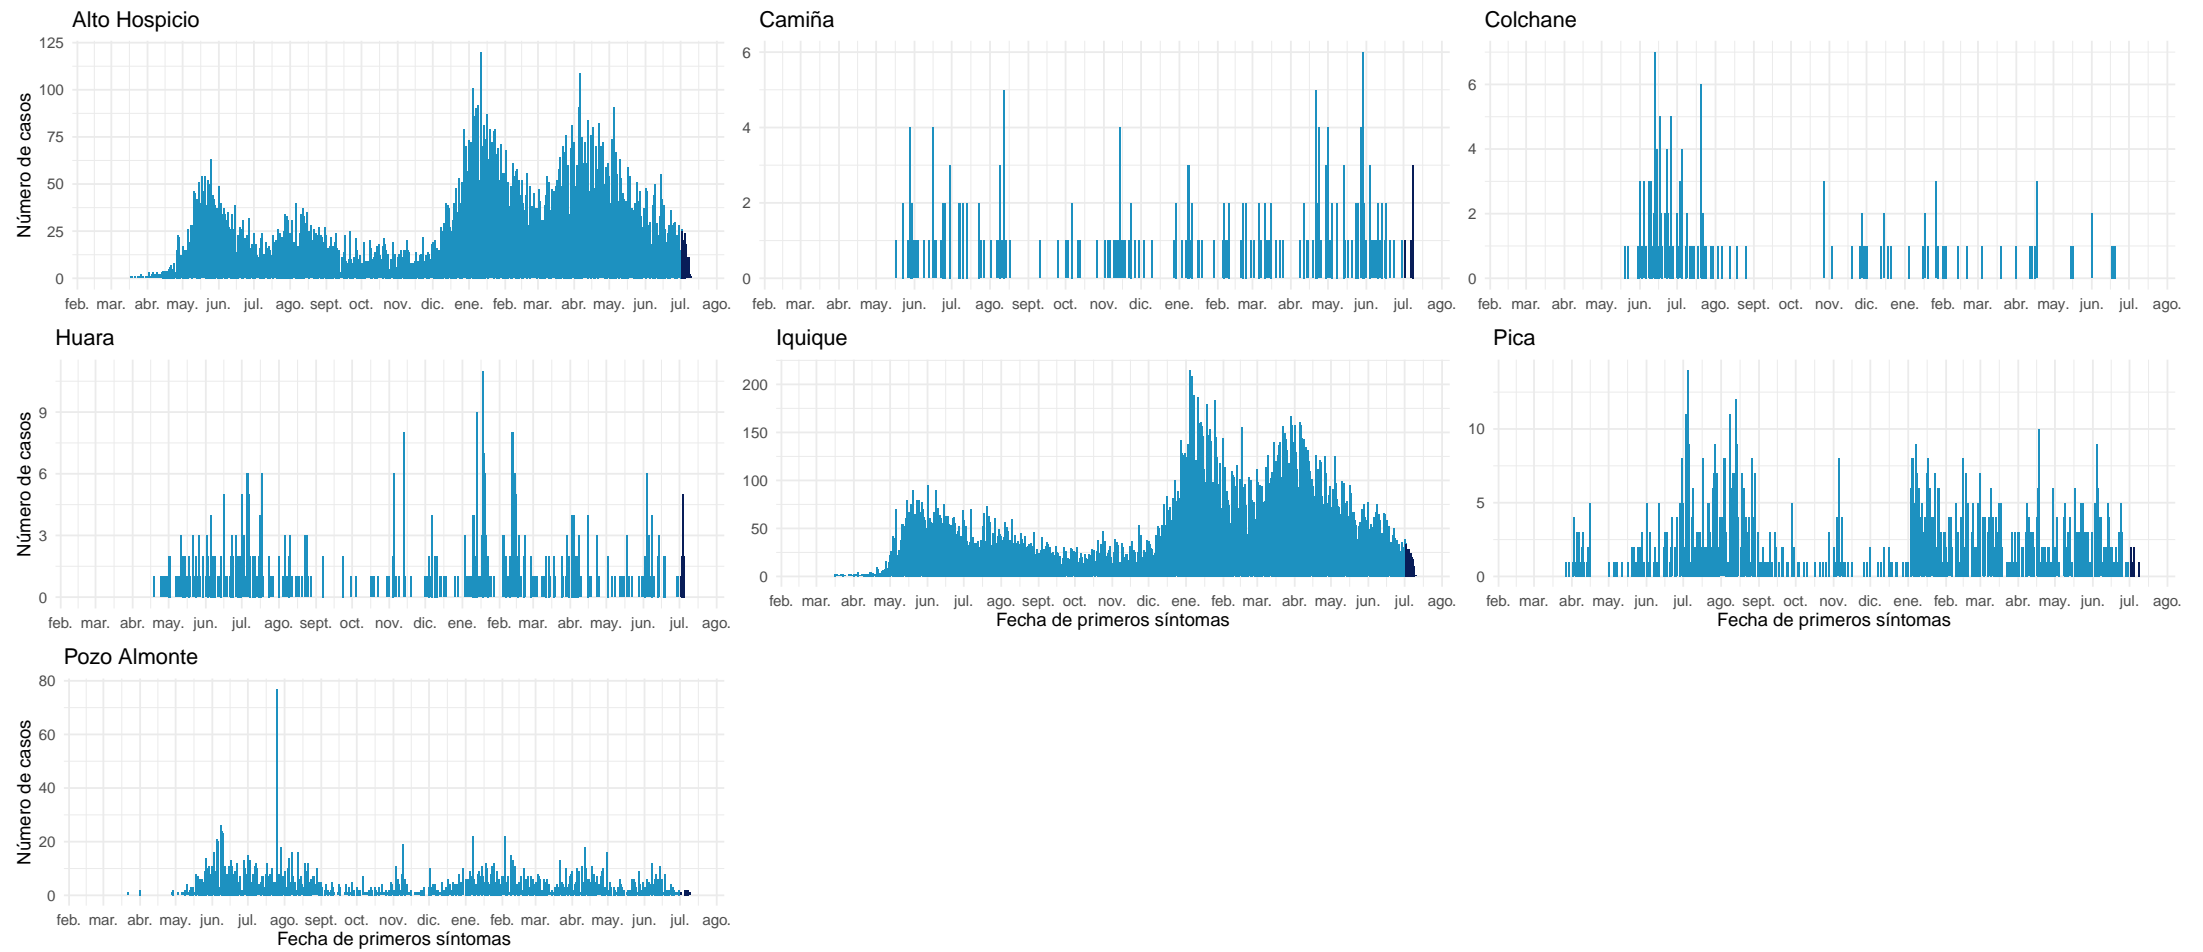 Alto Hospicio
Número de casos
125
100
75
50
25
0
feb. mar. abr. may. jun. jul. ago. sept. oct. nov. dic. ene. feb. mar. abr. may. jun. jul. ago.
Camiña
6
4
2
0
feb. mar. abr. may. jun. jul. ago. sept. oct. nov. dic. ene. feb. mar. abr. may. jun. jul. ago.
Colchane
6
4
2
0
feb. mar. abr. may. jun. jul. ago. sept. oct. nov. dic. ene. feb. mar. abr. may. jun. jul. ago.
Huara
Número de casos
9
6
3
0
feb. mar. abr. may. jun. jul. ago. sept. oct. nov. dic. ene. feb. mar. abr. may. jun. jul. ago.
Iquique
200
150
100
50
0
feb. mar. abr. may. jun. jul. ago. sept. oct. nov. dic. ene. feb. mar. abr. may. jun. jul. ago.
Fecha de primeros síntomas
Pica
10
5
0
feb. mar. abr. may. jun. jul. ago. sept. oct. nov. dic. ene. feb. mar. abr. may. jun. jul. ago.
Fecha de primeros síntomas
Pozo Almonte
Número de casos
80
60
40
20
0
feb. mar. abr. may. jun. jul. ago. sept. oct. nov. dic. ene. feb. mar. abr. may. jun. jul. ago.
Fecha de primeros síntomas